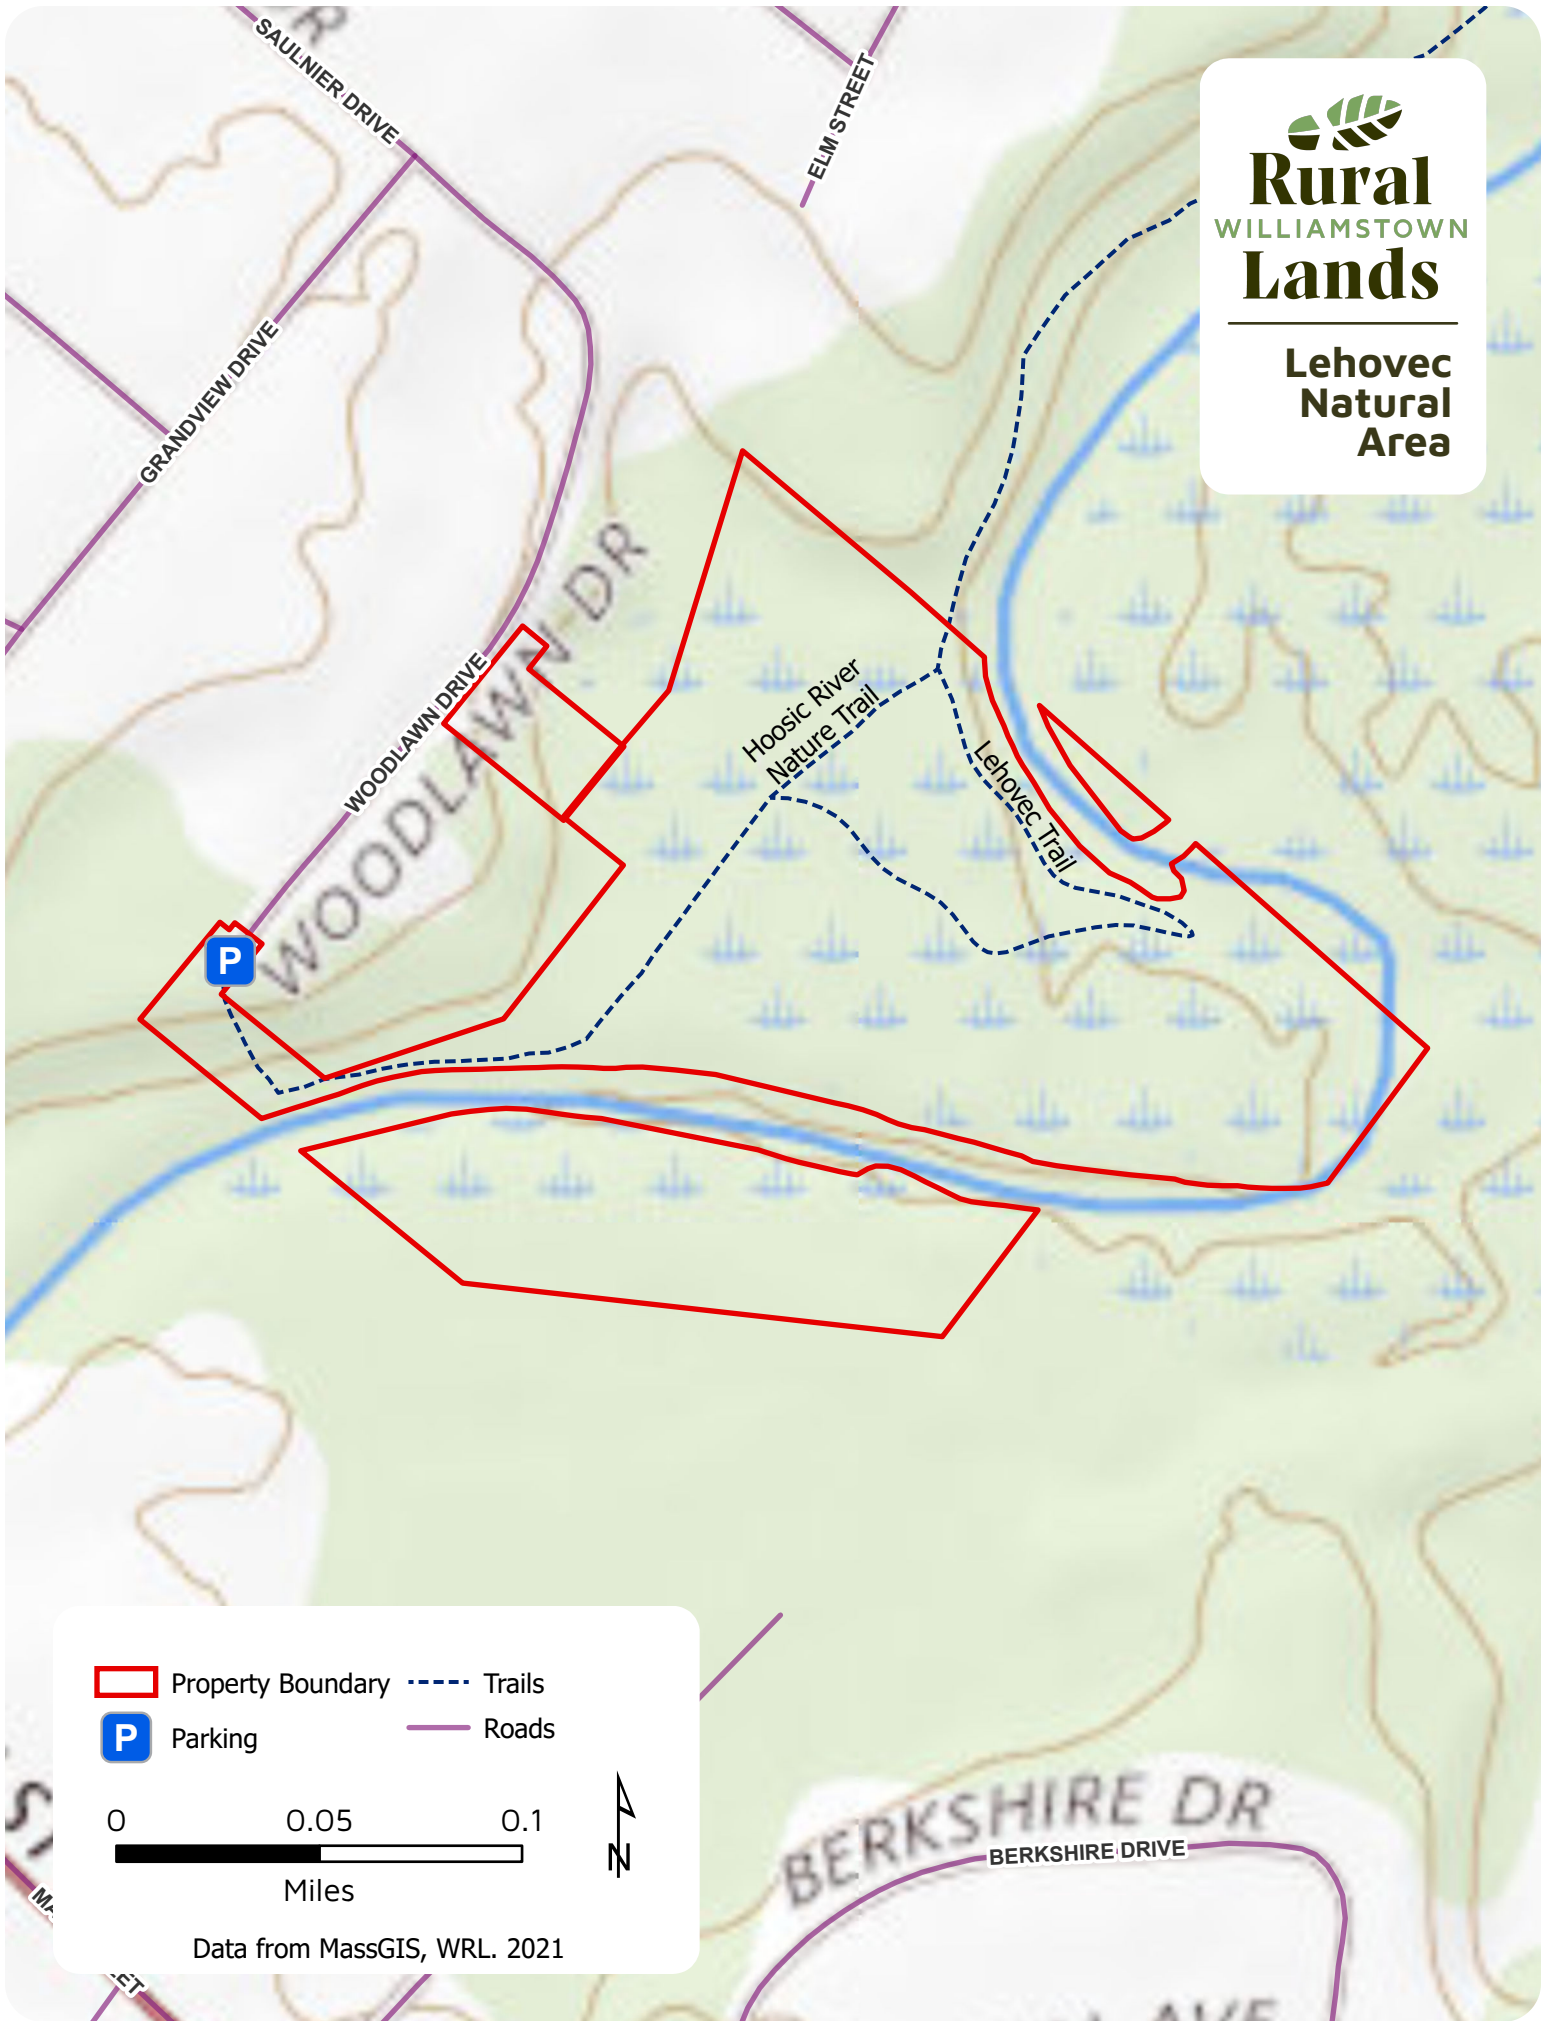 SAULNIER DRIVE
ELM STREET
Rural
WILLIAMSTOWN
Lands
Lehovec
Natural
Area
GRANDVIEW DRIVE
WOODLAWN DR
WOODLAWN DRIVE
Hoosic River
Nature Trail
Lehovec Trail
P
Property Boundary
Trails
P
Parking
Roads
0 0.05 0.1
Miles
N
Data from MassGIS, WRL. 2021
BERKSHIRE DR
BERKSHIRE DRIVE
AVE